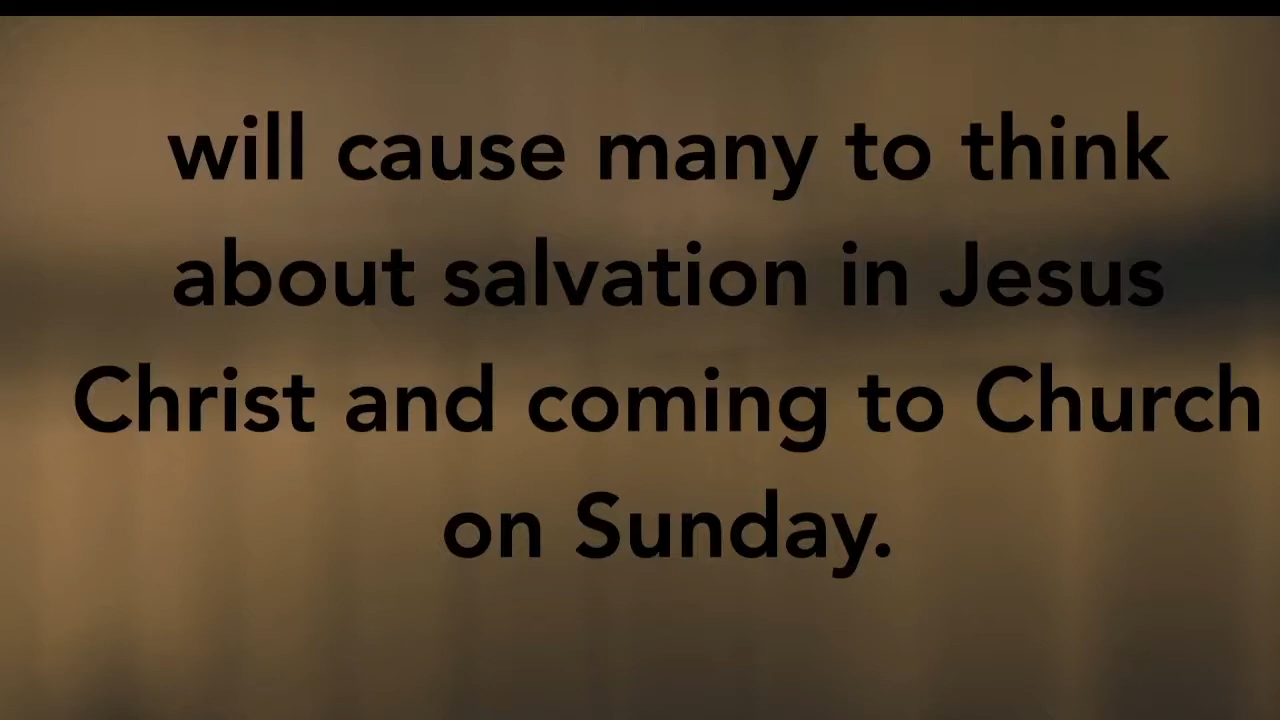 will cause many to think
about salvation in Jesus
Christ and coming to Church
on Sunday.